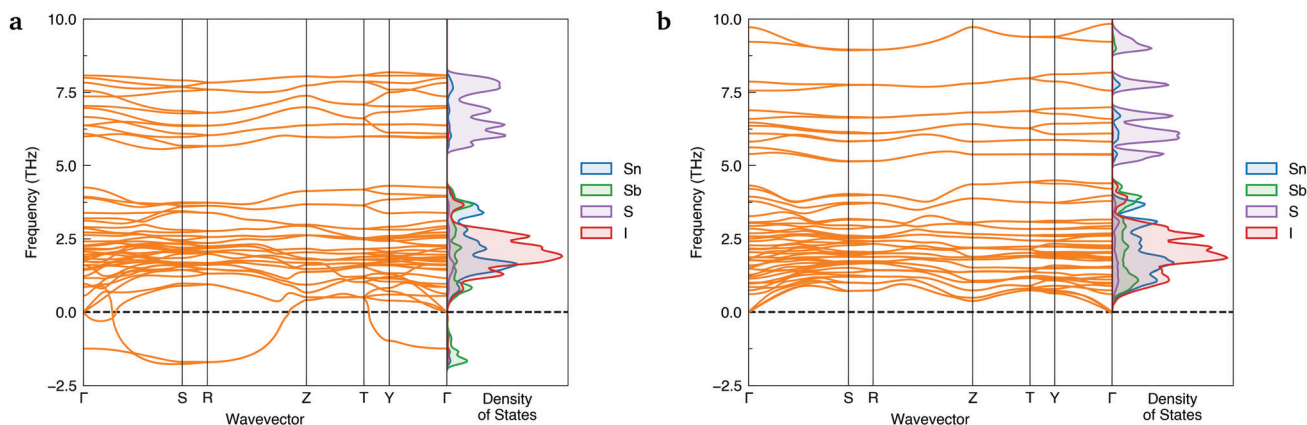 a
10.0
7.5
5.0
2.5
0.0
−2.5
Frequency (THz)
Γ S R Z T Y Γ
Wavevector
Density
of States
Sn
Sb
S
I
b
10.0
7.5
5.0
2.5
0.0
−2.5
Frequency (THz)
Γ S R Z T Y Γ
Wavevector
Density
of States
Sn
Sb
S
I